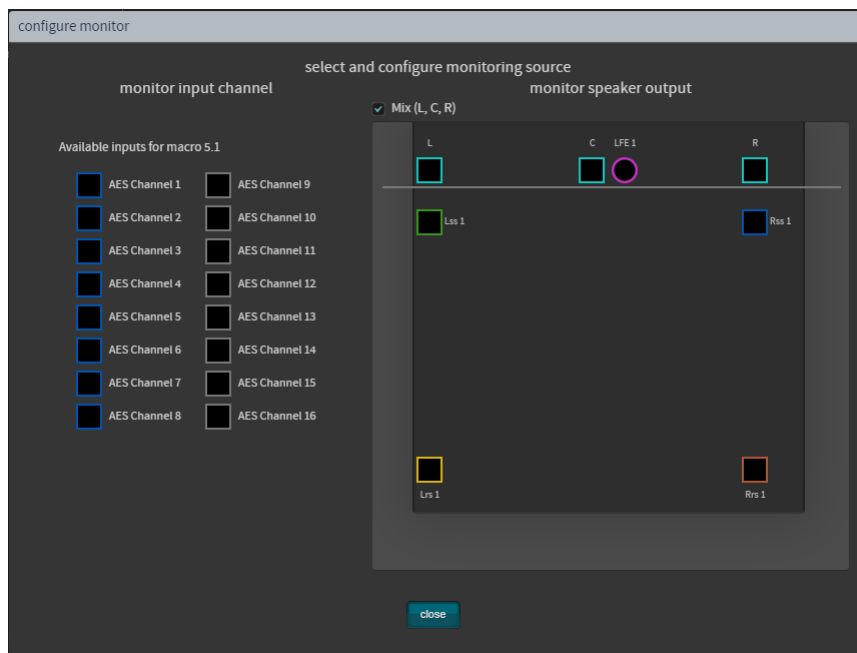 configure monitor
select and configure monitoring source
monitor input channel
monitor speaker output
Mix (L, C, R)
Available inputs for macro 5.1
AES Channel 1
AES Channel 9
AES Channel 2
AES Channel 10
AES Channel 3
AES Channel 11
AES Channel 4
AES Channel 12
AES Channel 5
AES Channel 13
AES Channel 6
AES Channel 14
AES Channel 7
AES Channel 15
AES Channel 8
AES Channel 16
L
C
LFE 1
R
Lss 1
Rss 1
Lrs 1
Rrs 1
close